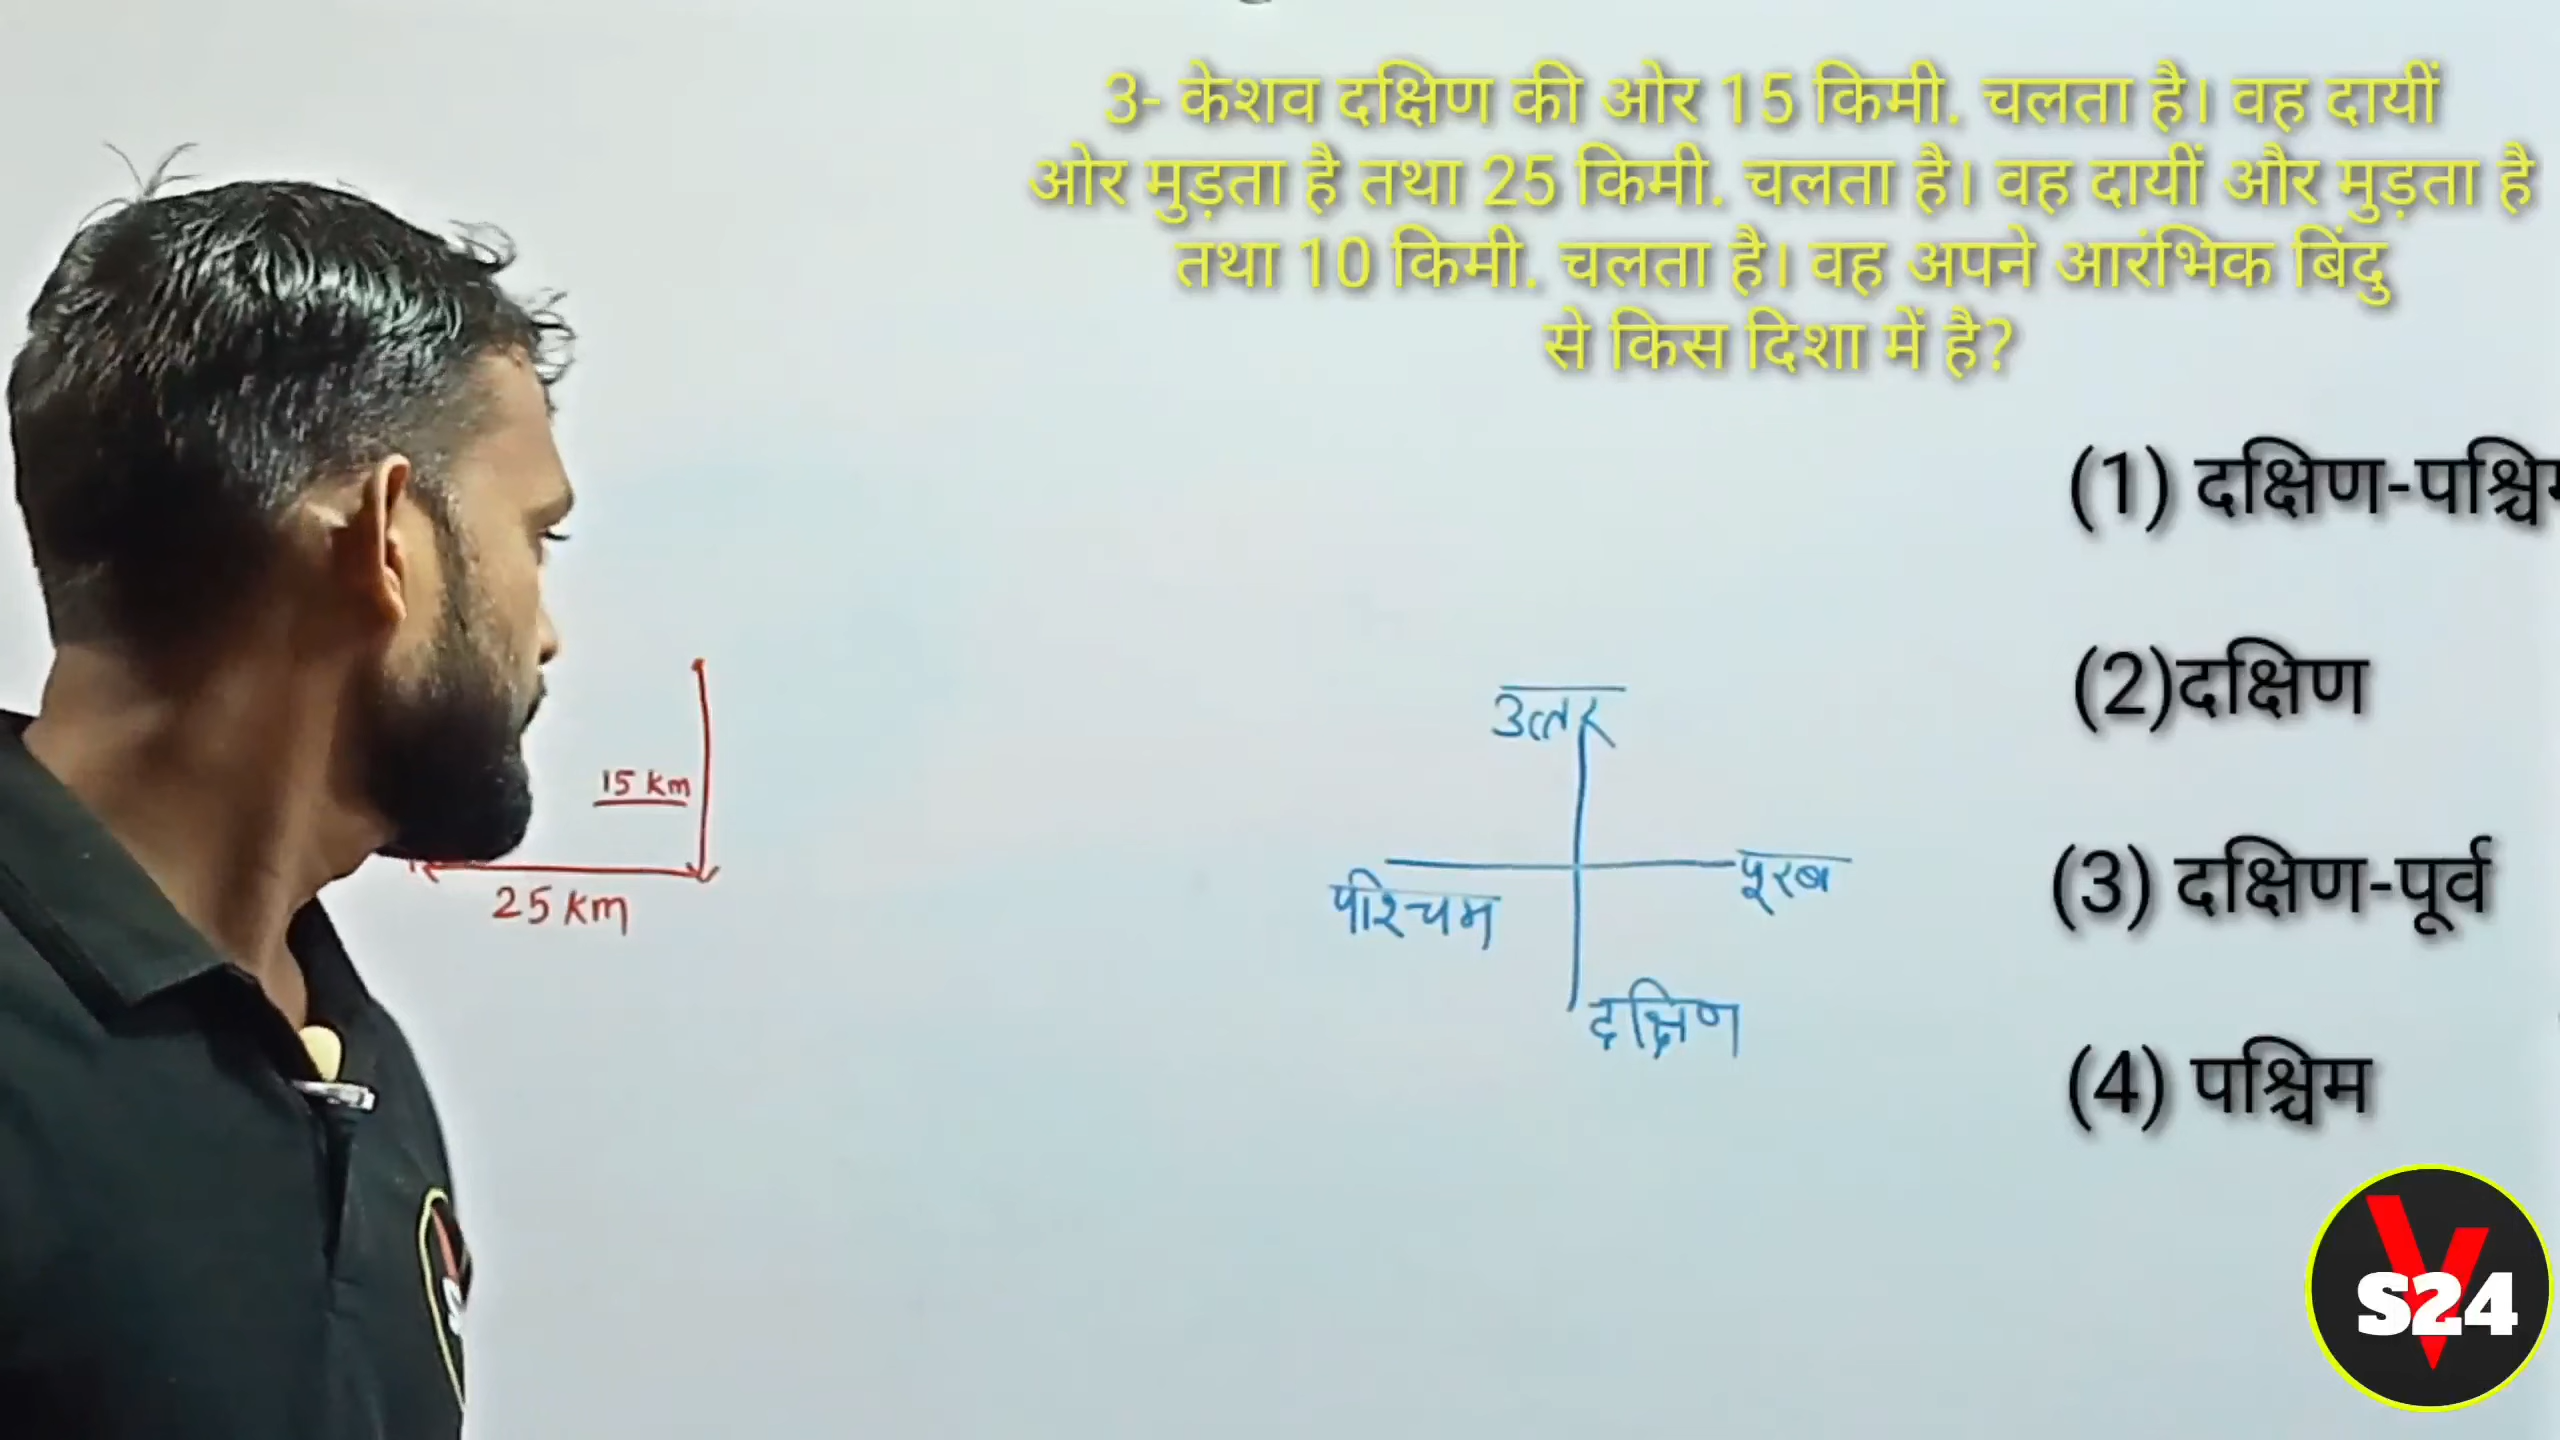 3- केशव दक्षिण की ओर 15 किमी. चलता है। वह दायीं
ओर मुड़ता है तथा 25 किमी. चलता है। वह दायीं और मुड़ता है
तथा 10 किमी. चलता है। वह अपने आरंभिक बिंदु
से किस दिशा में है?
(1) दक्षिण-पश्चिम
(2)दक्षिण
(3) दक्षिण-पूर्व
(4) पश्चिम
15 km
25 km
उत्तर
पूरब
पश्चिम
दक्षिण
S24